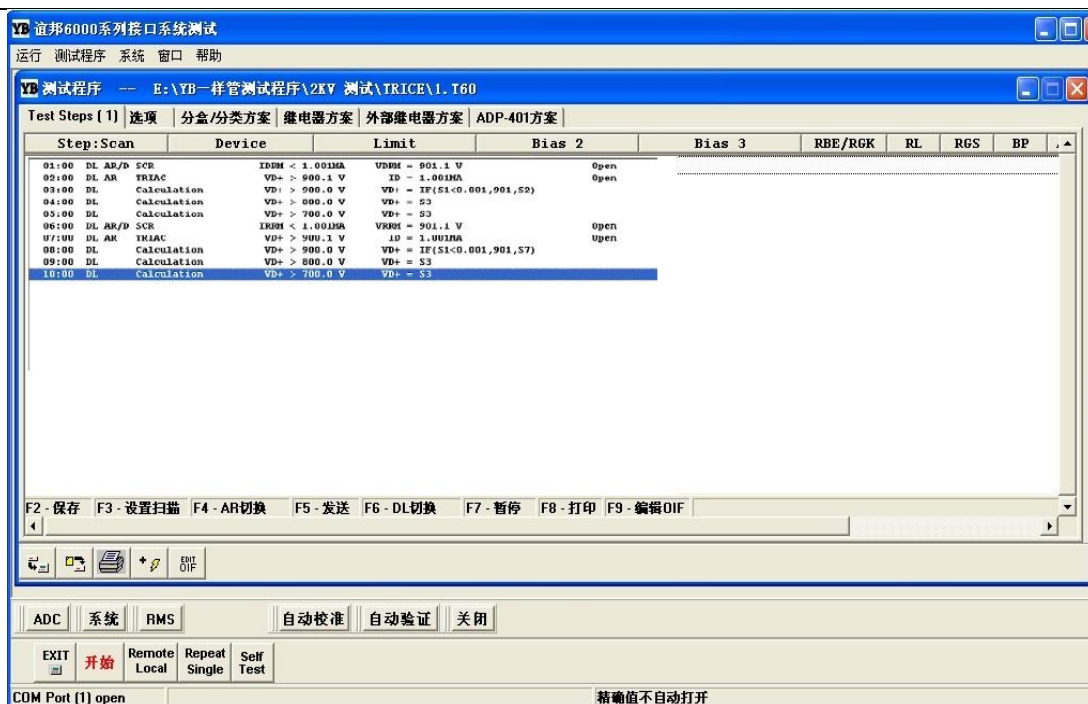 YB 谊邦6000系列接口系统测试
运行 测试程序 系统 窗口 帮助
YB 测试程序 -- E:\YB一样管测试程序\2KV 测试\TRICE\1.T60
Test Steps (1) 选项 分盒/分类方案 继电器方案 外部继电器方案 ADP-401方案
Step:Scan Device Limit Bias 2 Bias 3 RBE/RGK RL RGS BP
01:00 DL AR/D SCR IDRM < 1.001MA VDRM = 901.1 V Open
02:00 DL AR TRIAC VD+ > 900.1 V ID = 1.001MA Open
03:00 DL Calculation VD+ > 900.0 V VD+ = IF(S1<0.001,901,S2)
04:00 DL Calculation VD+ > 800.0 V VD+ = S3
05:00 DL Calculation VD+ > 700.0 V VD+ = S3
06:00 DL AR/D SCR IRRM < 1.001MA VRRM = 901.1 V Open
07:00 DL AR TRIAC VD+ > 900.1 V ID = 1.001MA Open
08:00 DL Calculation VD+ > 900.0 V VD+ = IF(S1<0.001,901,S7)
09:00 DL Calculation VD+ > 800.0 V VD+ = S3
10:00 DL Calculation VD+ > 700.0 V VD+ = S3
F2 - 保存 F3 - 设置扫描 F4 - AR切换 F5 - 发送 F6 - DL切换 F7 - 暂停 F8 - 打印 F9 - 编辑OIF
EDIT OIF
ADC 系统 RMS 自动校准 自动验证 关闭
EXIT 开始 Remote Local Repeat Single Self Test
COM Port (1) open 精确值不自动打开